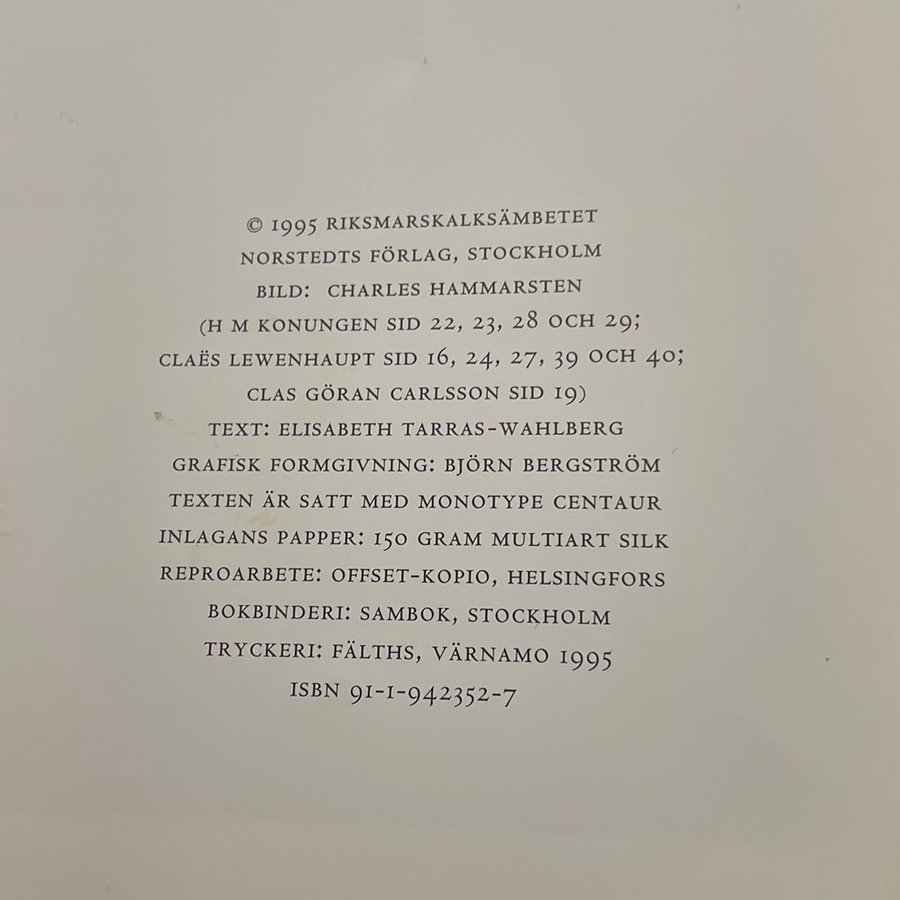 © 1995 RIKSMARSKALKSÄMBETET
NORSTEDTS FÖRLAG, STOCKHOLM
BILD: CHARLES HAMMARSTEN
(H M KONUNGEN SID 22, 23, 28 OCH 29;
CLAËS LEWENHAUPT SID 16, 24, 27, 39 OCH 40;
CLAS GÖRAN CARLSSON SID 19)
TEXT: ELISABETH TARRAS-WAHLBERG
GRAFISK FORMGIVNING: BJÖRN BERGSTRÖM
TEXTEN ÄR SATT MED MONOTYPE CENTAUR
INLAGANS PAPPER: 150 GRAM MULTIART SILK
REPROARBETE: OFFSET-KOPIO, HELSINGFORS
BOKBINDERI: SAMBOK, STOCKHOLM
TRYCKERI: FÄLTHS, VÄRNAMO 1995
ISBN 91-1-942352-7